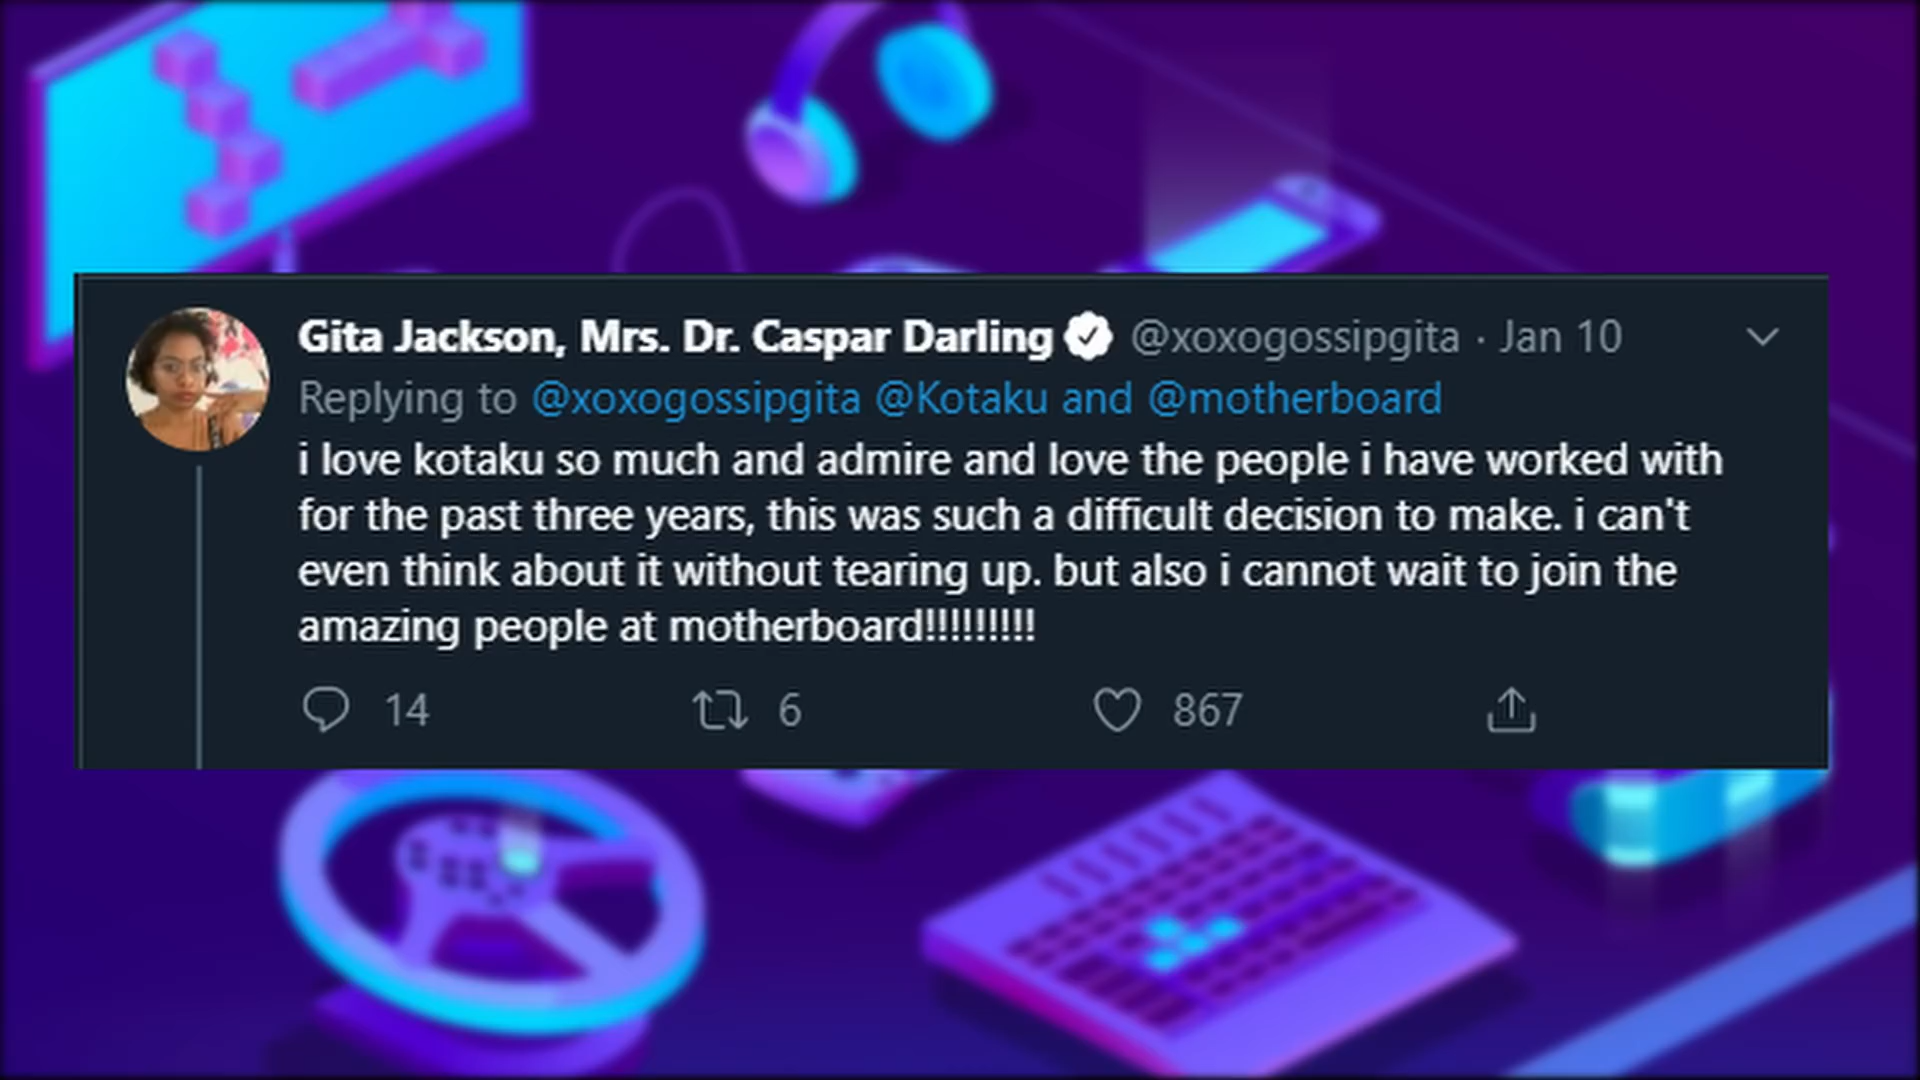 Gita Jackson, Mrs. Dr. Caspar Darling @xoxogossipgita · Jan 10
Replying to @xoxogossipgita @Kotaku and @motherboard
i love kotaku so much and admire and love the people i have worked with
for the past three years, this was such a difficult decision to make. i can't
even think about it without tearing up. but also i cannot wait to join the
amazing people at motherboard!!!!!!!!!
14 6 867